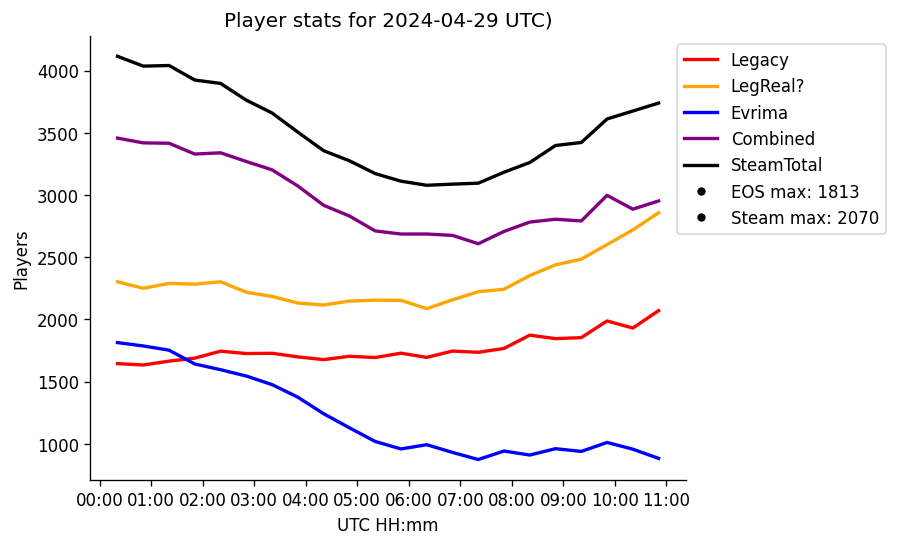 Player stats for 2024-04-29 UTC)
4000
3500
3000
2500
2000
1500
1000
Players
00:00 01:00 02:00 03:00 04:00 05:00 06:00 07:00 08:00 09:00 10:00 11:00
UTC HH:mm
Legacy
LegReal?
Evrima
Combined
SteamTotal
EOS max: 1813
Steam max: 2070